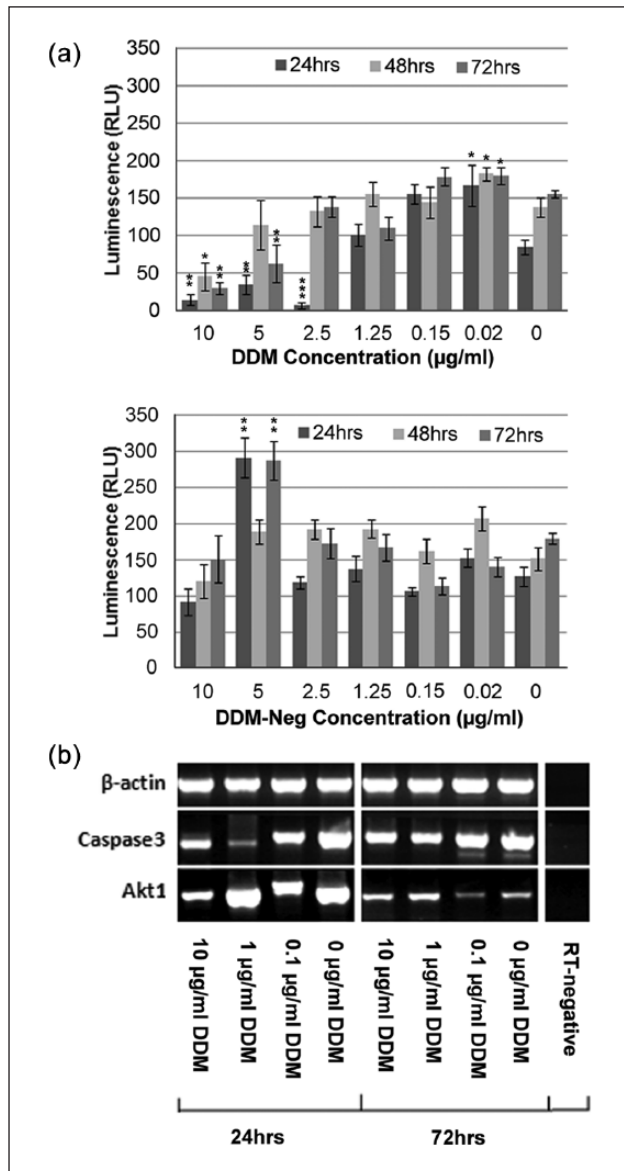 (a)
350
300
250
200
150
100
50
0
Luminescence (RLU)
24hrs 48hrs 72hrs
** * **
** **
***
* * *
10 5 2.5 1.25 0.15 0.02 0
DDM Concentration (µg/ml)
350
300
250
200
150
100
50
0
Luminescence (RLU)
24hrs 48hrs 72hrs
** **
10 5 2.5 1.25 0.15 0.02 0
DDM-Neg Concentration (µg/ml)
(b)
β-actin
Caspase3
Akt1
10 µg/ml DDM
1 µg/ml DDM
0.1 µg/ml DDM
0 µg/ml DDM
10 µg/ml DDM
1 µg/ml DDM
0.1 µg/ml DDM
0 µg/ml DDM
RT-negative
24hrs 72hrs